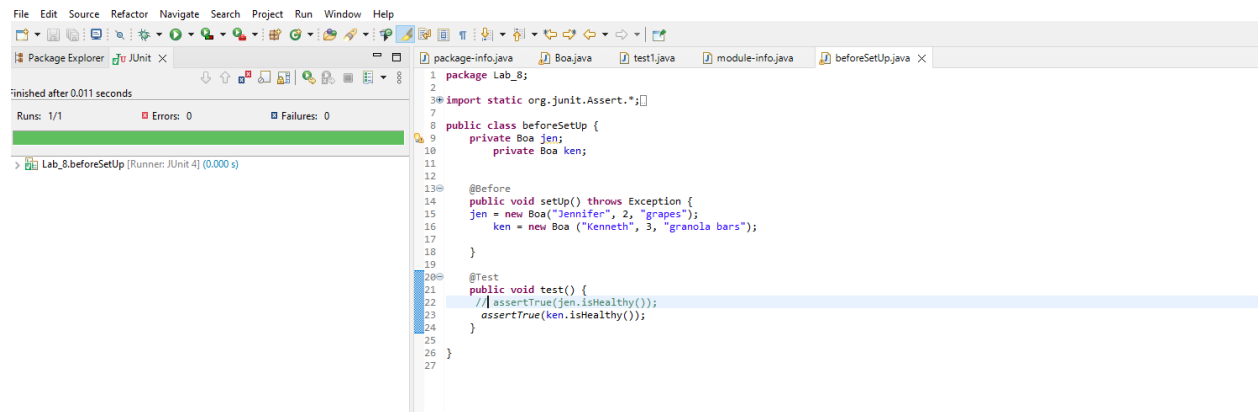 File Edit Source Refactor Navigate Search Project Run Window Help
Package Explorer JUnit
Finished after 0.011 seconds
Runs: 1/1 Errors: 0 Failures: 0
Lab_8.beforeSetUp [Runner: JUnit 4] (0.000 s)
package-info.java Boa.java test1.java module-info.java beforeSetUp.java
1 package Lab_8;
2
3 import static org.junit.Assert.*;
7
8 public class beforeSetUp {
9 private Boa jen;
10 private Boa ken;
11
12
13 @Before
14 public void setUp() throws Exception {
15 jen = new Boa("Jennifer", 2, "grapes");
16 ken = new Boa ("Kenneth", 3, "granola bars");
17
18 }
19
20 @Test
21 public void test() {
22 // assertTrue(jen.isHealthy());
23 assertTrue(ken.isHealthy());
24 }
25
26 }
27